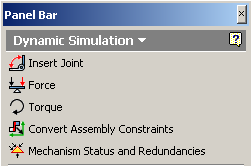 Panel Bar
Dynamic Simulation
Insert Joint
Force
Torque
Convert Assembly Constraints
Mechanism Status and Redundancies